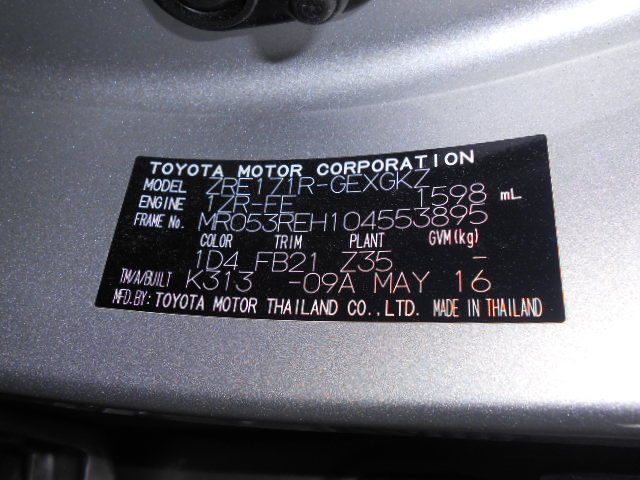 TOYOTA MOTOR CORPORATION
MODEL ZRE171R-GEXGKZ
ENGINE 1ZR-FE 1598 mL
FRAME No. MR053REH104553895
COLOR TRIM PLANT GVM(kg)
1D4 FB21 Z35 -
TM/A/BUILT K313 -09A MAY 16
MFD.BY: TOYOTA MOTOR THAILAND CO.,LTD. MADE IN THAILAND